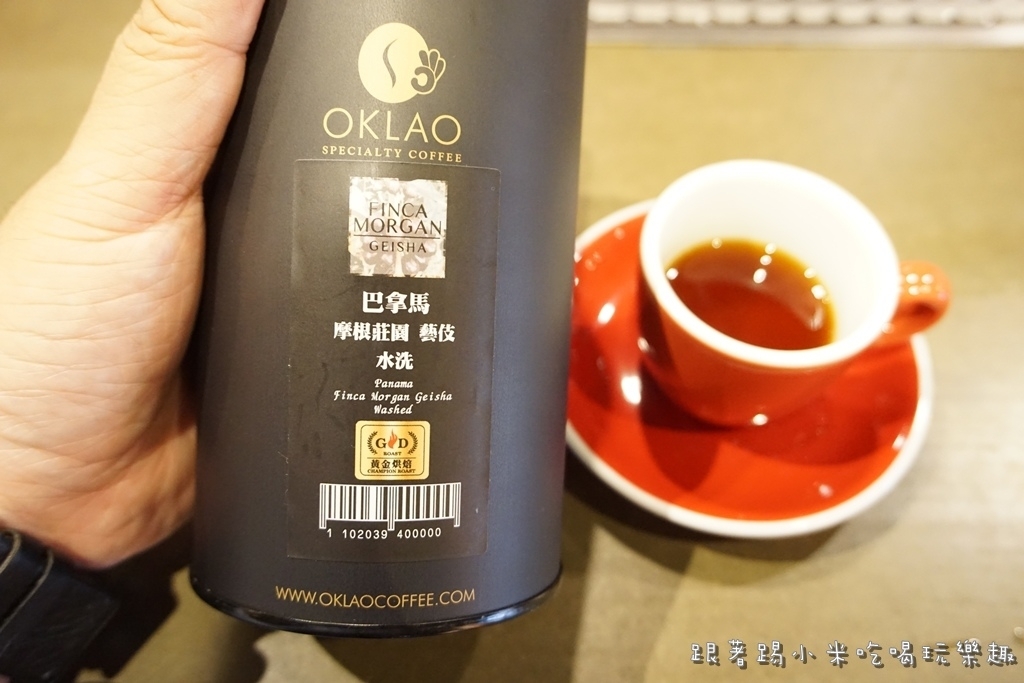 OKLAO
SPECIALTY COFFEE
FINCA
MORGAN
GEISHA
巴拿馬
摩根莊園 藝伎
水洗
Panama
Finca Morgan Geisha
Washed
G D
ROAST
黃金烘焙
CHAMPION ROAST
1 102039 400000
WWW.OKLAOCOFFEE.COM
跟著踢小米吃喝玩樂趣